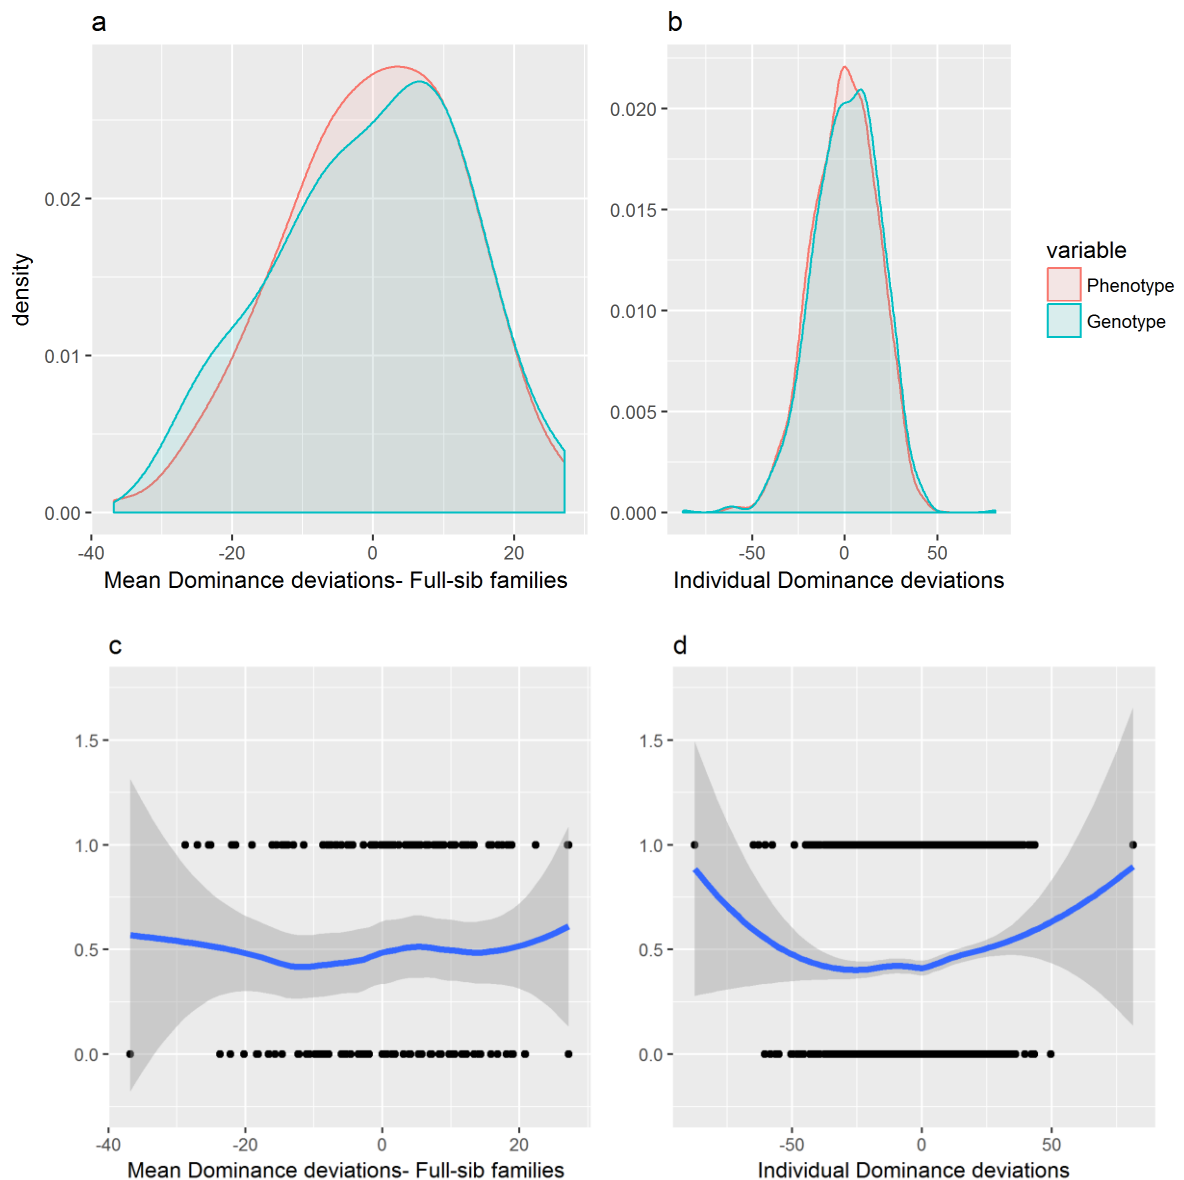 a
b
density
0.02
0.01
0.00
-40
-20
0
20
Mean Dominance deviations- Full-sib families
0.020
0.015
0.010
0.005
0.000
-50
0
50
Individual Dominance deviations
variable
Phenotype
Genotype
c
d
1.5
1.0
0.5
0.0
-40
-20
0
20
Mean Dominance deviations- Full-sib families
1.5
1.0
0.5
0.0
-50
0
50
Individual Dominance deviations